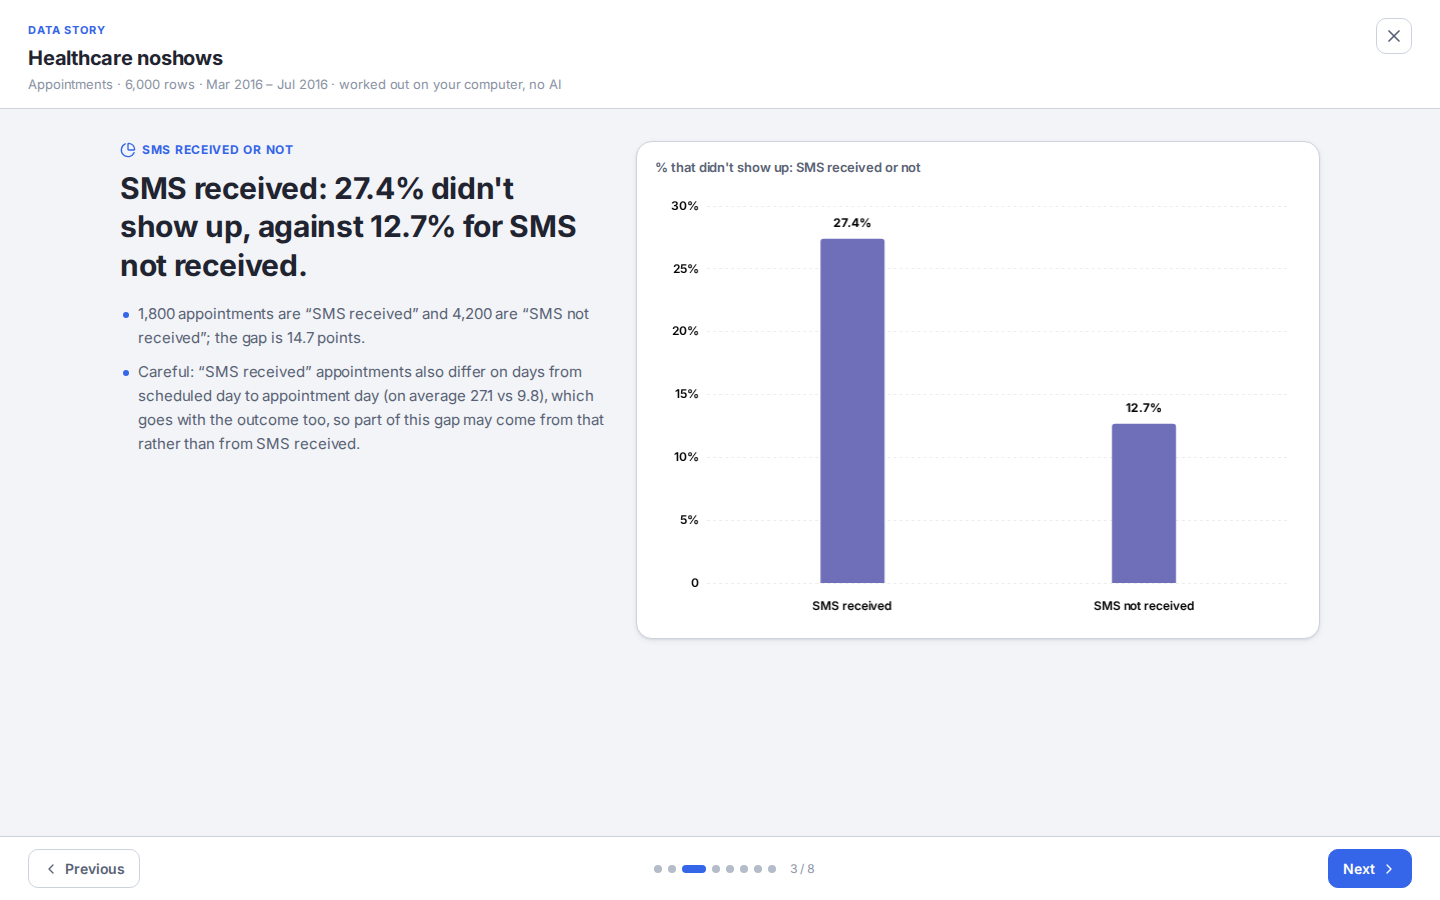 DATA STORY
Healthcare noshows
Appointments · 6,000 rows · Mar 2016 – Jul 2016 · worked out on your computer, no AI
SMS RECEIVED OR NOT
SMS received: 27.4% didn't
show up, against 12.7% for SMS
not received.
1,800 appointments are “SMS received” and 4,200 are “SMS not
received”; the gap is 14.7 points.
Careful: “SMS received” appointments also differ on days from
scheduled day to appointment day (on average 27.1 vs 9.8), which
goes with the outcome too, so part of this gap may come from that
rather than from SMS received.
% that didn't show up: SMS received or not
30%
25%
20%
15%
10%
5%
0
27.4%
12.7%
SMS received
SMS not received
Previous
3 / 8
Next